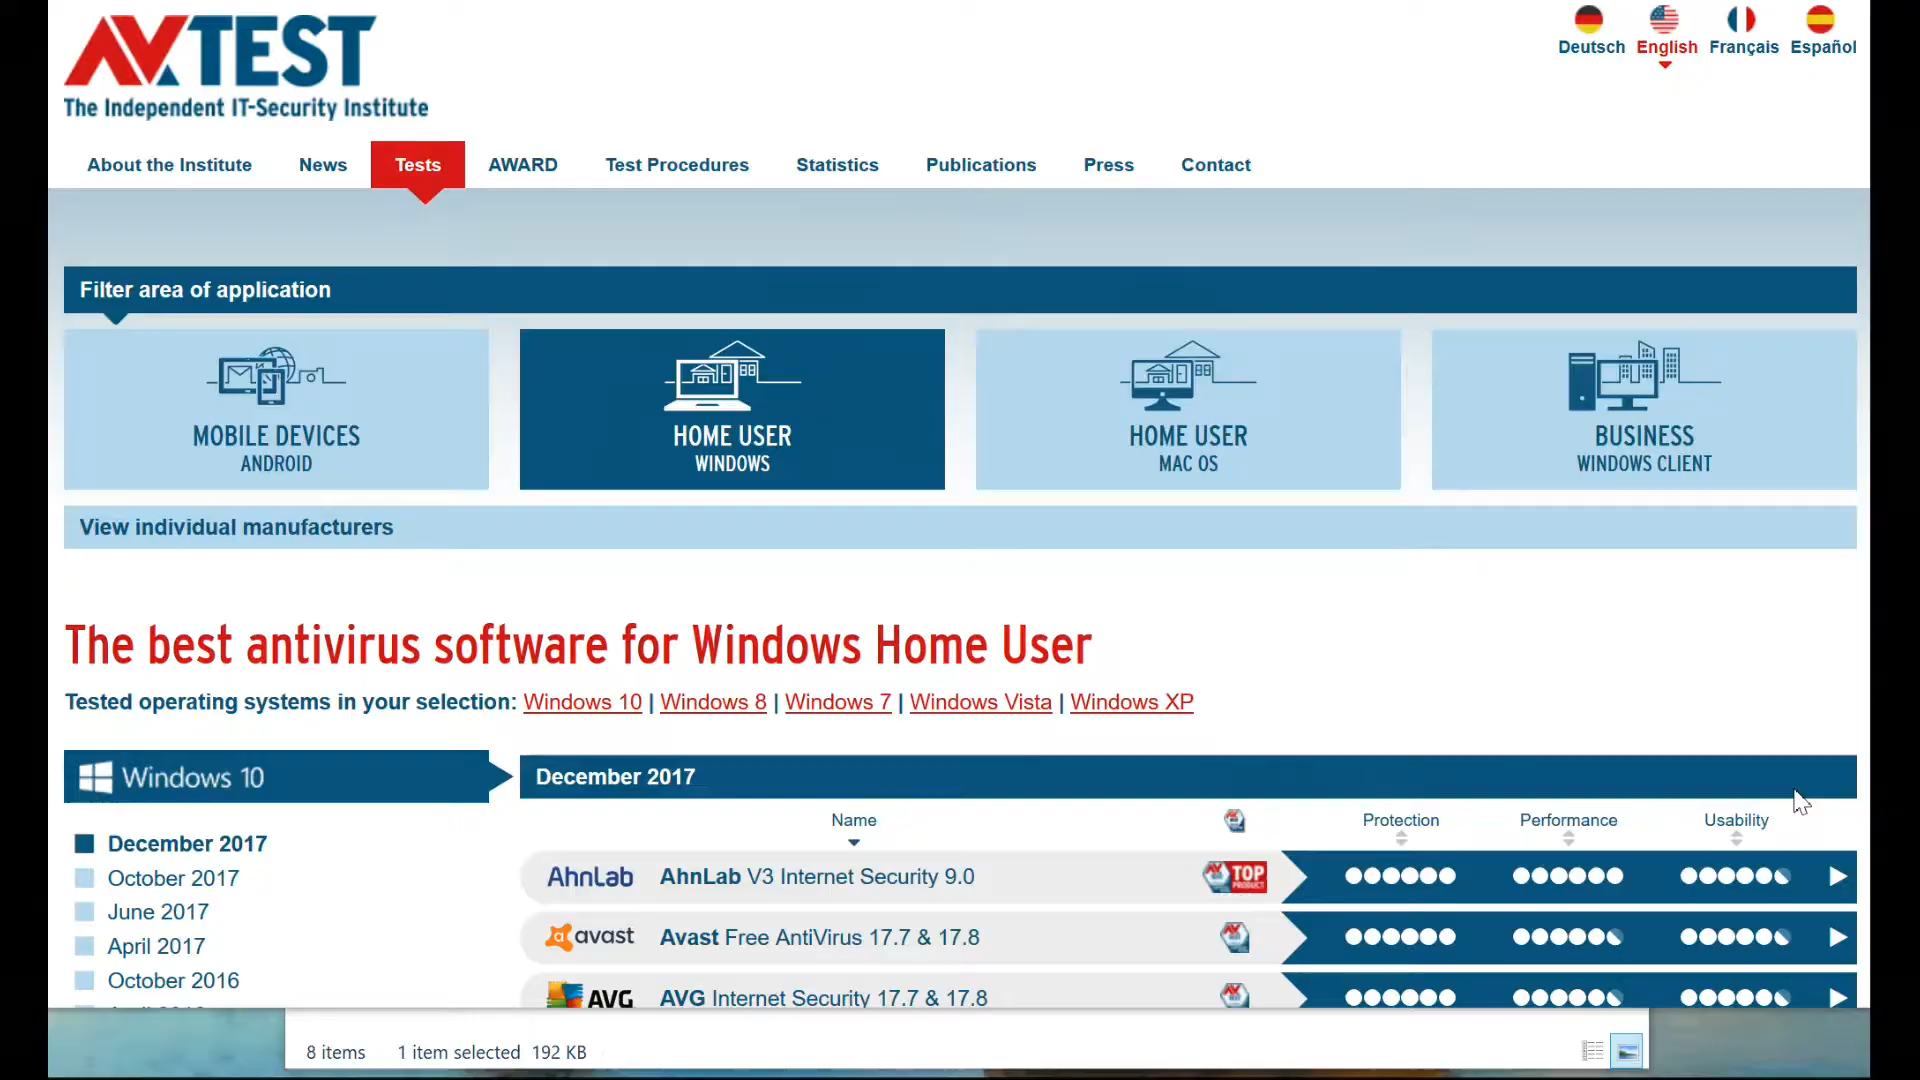 AVTEST
The Independent IT-Security Institute
Deutsch English Français Español
About the Institute News Tests AWARD Test Procedures Statistics Publications Press Contact
Filter area of application
MOBILE DEVICES
ANDROID
HOME USER
WINDOWS
HOME USER
MAC OS
BUSINESS
WINDOWS CLIENT
View individual manufacturers
The best antivirus software for Windows Home User
Tested operating systems in your selection: Windows 10 | Windows 8 | Windows 7 | Windows Vista | Windows XP
Windows 10
December 2017
October 2017
June 2017
April 2017
October 2016
December 2017
Name Protection Performance Usability
AhnLab AhnLab V3 Internet Security 9.0 TOP PRODUCT
avast Avast Free AntiVirus 17.7 & 17.8
AVG AVG Internet Security 17.7 & 17.8
8 items 1 item selected 192 KB